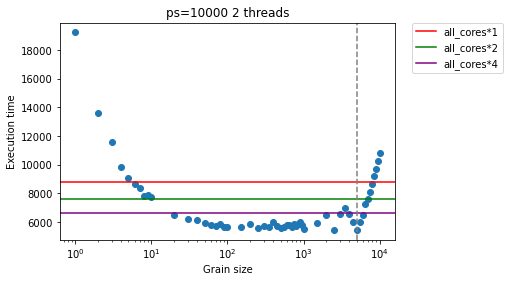 ps=10000 2 threads
all_cores*1
all_cores*2
all_cores*4
Execution time
18000
16000
14000
12000
10000
8000
6000
10⁰
10¹
10²
10³
10⁴
Grain size